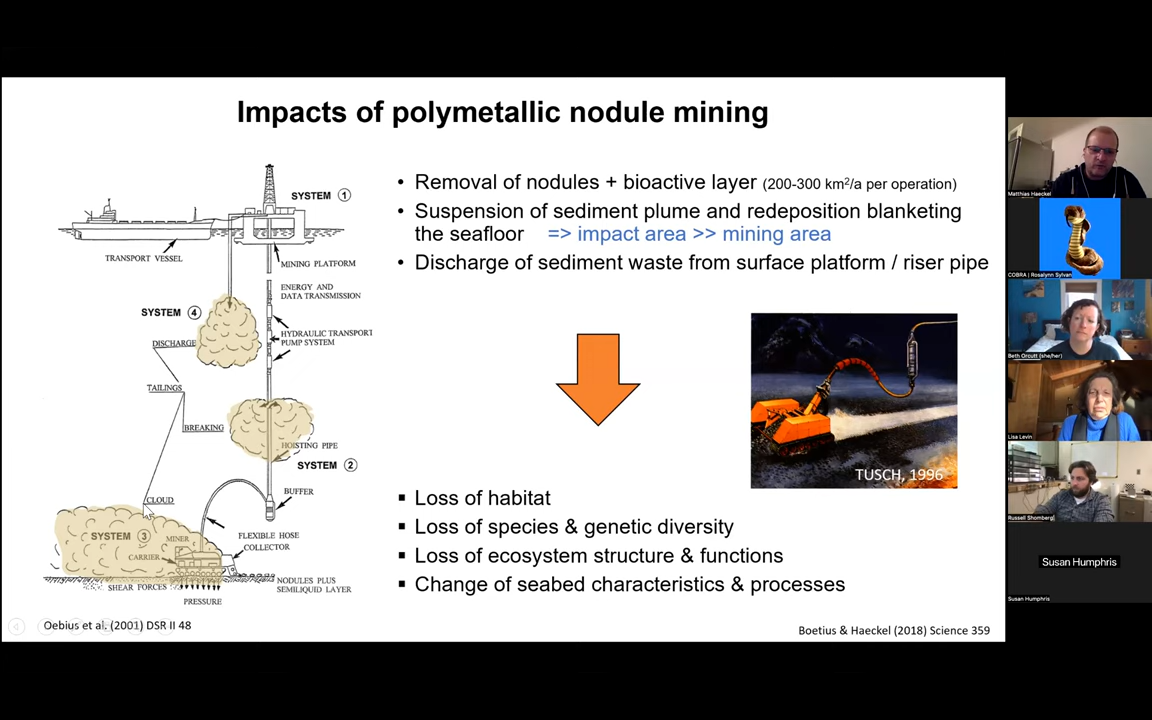 Impacts of polymetallic nodule mining
SYSTEM 1
TRANSPORT VESSEL
MINING PLATFORM
ENERGY AND
DATA TRANSMISSION
SYSTEM 4
HYDRAULIC TRANSPORT
PUMP SYSTEM
DISCHARGE
TAILINGS
BREAKING
HOISTING PIPE
SYSTEM 2
BUFFER
CLOUD
SYSTEM 3
MINER
CARRIER
FLEXIBLE HOSE
COLLECTOR
NODULES PLUS
SEMILIQUID LAYER
SHEAR FORCES
PRESSURE
Oebius et al. (2001) DSR II 48
• Removal of nodules + bioactive layer (200-300 km²/a per operation)
• Suspension of sediment plume and redeposition blanketing
the seafloor => impact area >> mining area
• Discharge of sediment waste from surface platform / riser pipe
TUSCH, 1996
▪ Loss of habitat
▪ Loss of species & genetic diversity
▪ Loss of ecosystem structure & functions
▪ Change of seabed characteristics & processes
Boetius & Haeckel (2018) Science 359
Matthias Haeckel
COBRA | Rosalynn Sylvan
Beth Orcutt (she/her)
Lisa Levin
Russell Shomberg
Susan Humphris
Susan Humphris